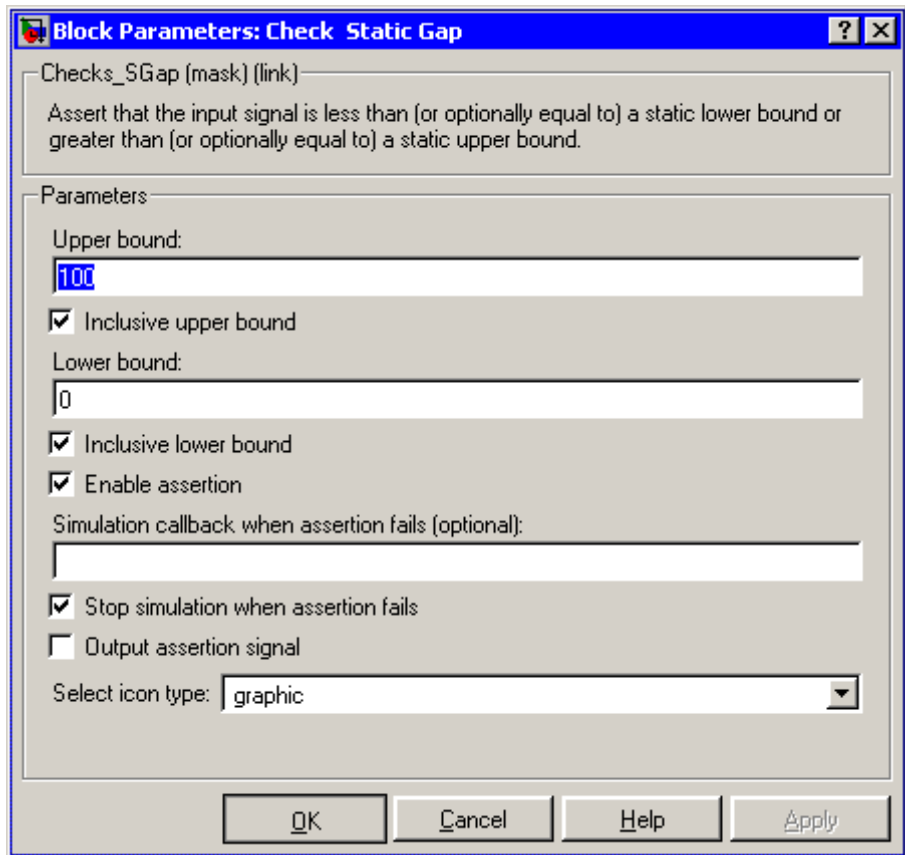 Block Parameters: Check Static Gap
Checks_SGap (mask) (link)
Assert that the input signal is less than (or optionally equal to) a static lower bound or
greater than (or optionally equal to) a static upper bound.
Parameters
Upper bound:
100
Inclusive upper bound
Lower bound:
0
Inclusive lower bound
Enable assertion
Simulation callback when assertion fails (optional):
Stop simulation when assertion fails
Output assertion signal
Select icon type: graphic
OK Cancel Help Apply